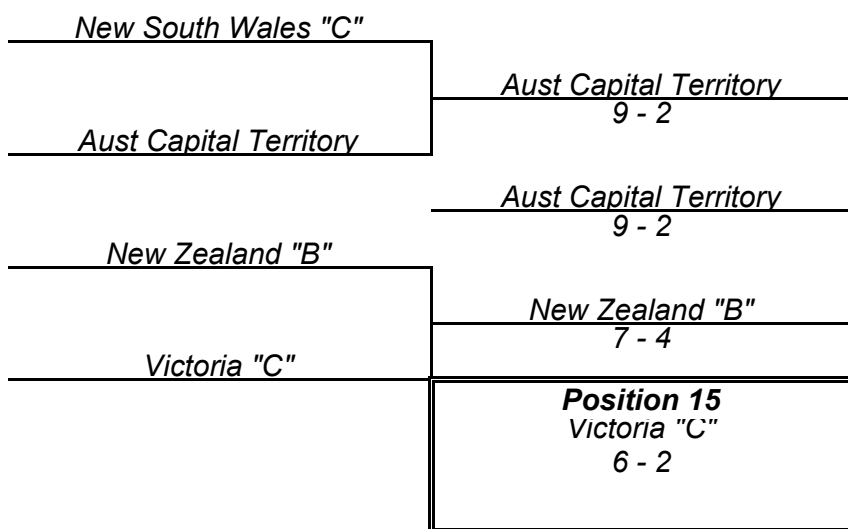 New South Wales "C"
Aust Capital Territory
9 - 2
Aust Capital Territory
Aust Capital Territory
9 - 2
New Zealand "B"
New Zealand "B"
7 - 4
Victoria "C"
Position 15
Victoria "C"
6 - 2